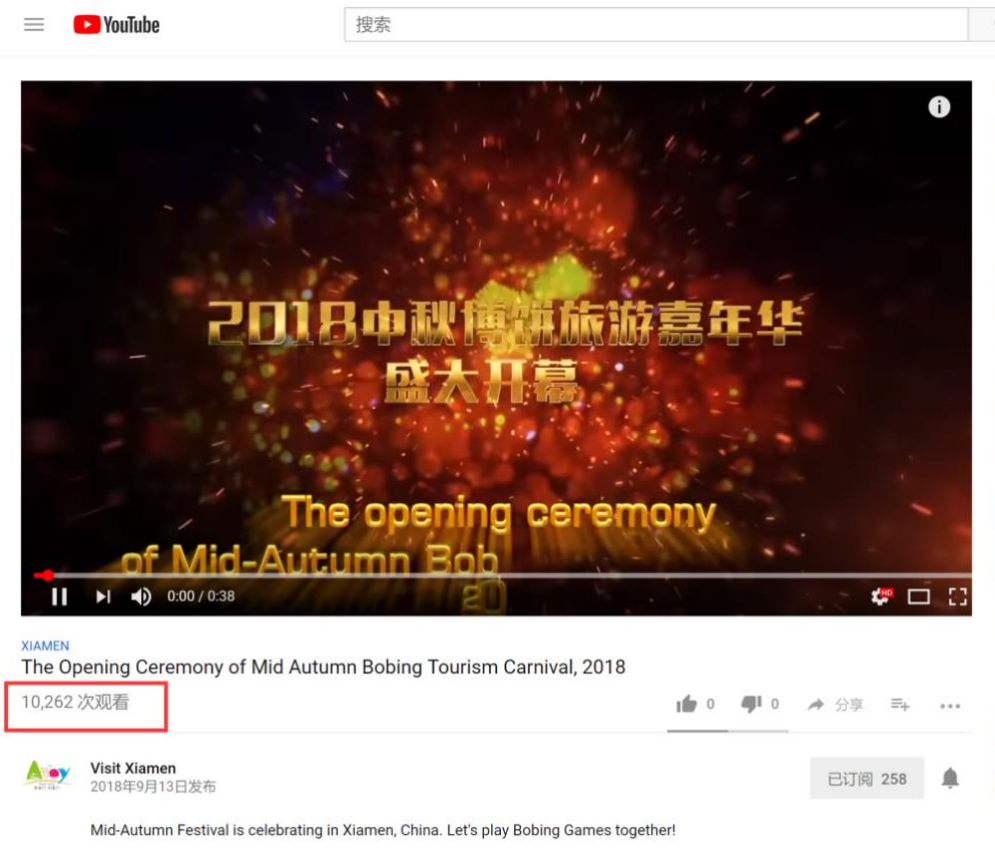 YouTube
搜索
2018中秋博饼旅游嘉年华
盛大开幕
The opening ceremony
of Mid-Autumn Bob
20
0:00 / 0:38
HD
XIAMEN
The Opening Ceremony of Mid Autumn Bobing Tourism Carnival, 2018
10,262 次观看
0
0
分享
Visit Xiamen
2018年9月13日发布
已订阅 258
Mid-Autumn Festival is celebrating in Xiamen, China. Let's play Bobing Games together!